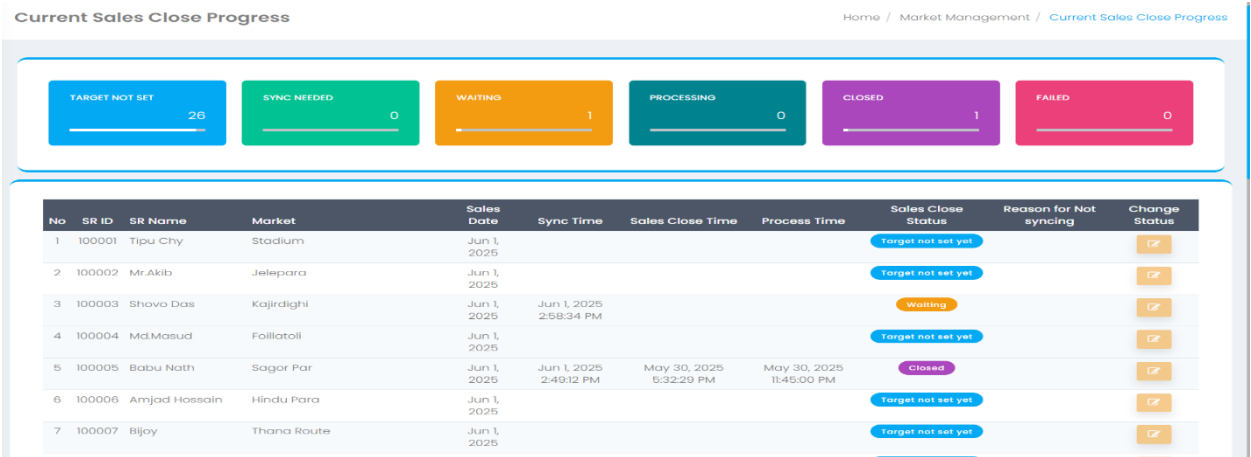 Current Sales Close Progress
Home / Market Management / Current Sales Close Progress
TARGET NOT SET SYNC NEEDED WAITING PROCESSING CLOSED FAILED
26 0 1 0 1 0
No SR ID SR Name Market Sales Date Sync Time Sales Close Time Process Time Sales Close Status Reason for Not syncing Change Status
1 100001 Tipu Chy Stadium Jun 1, 2025 Target not set yet
2 100002 Mr.Akib Jelepara Jun 1, 2025
Target not set yet
3 100003 Shovo Das Kajirdighi Jun 1, 2025 Jun 1, 2025 2:58:34 PM Waiting
4 100004 Md.Masud Foillatoli Jun 1, 2025 Target not set yet
5 100005 Babu Nath Sagor Par Jun 1, 2025 Jun 1, 2025 2:49:12 PM May 30, 2025 5:32:29 PM May 30, 2025 11:45:00 PM Closed
6 100006 Amjad Hossain Hindu Para Jun 1, 2025 Target not set yet
7 100007 Bijoy Thana Route Jun 1, 2025 Target not set yet